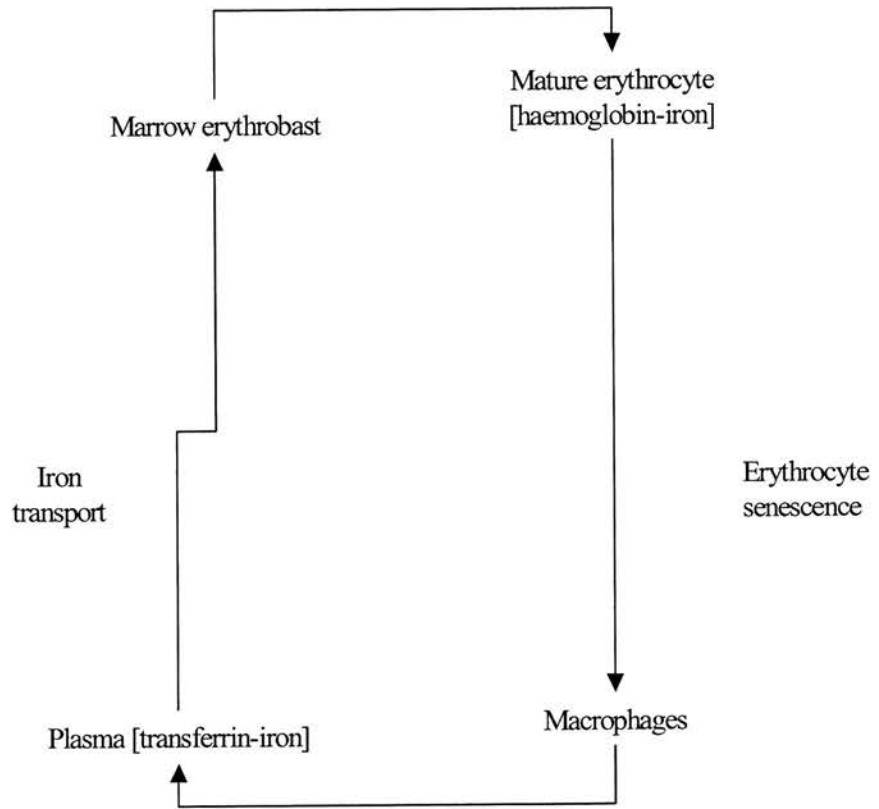 Mature erythrocyte
[haemoglobin-iron]
Marrow erythrobast
Iron
transport
Erythrocyte
senescence
Macrophages
Plasma [transferrin-iron]